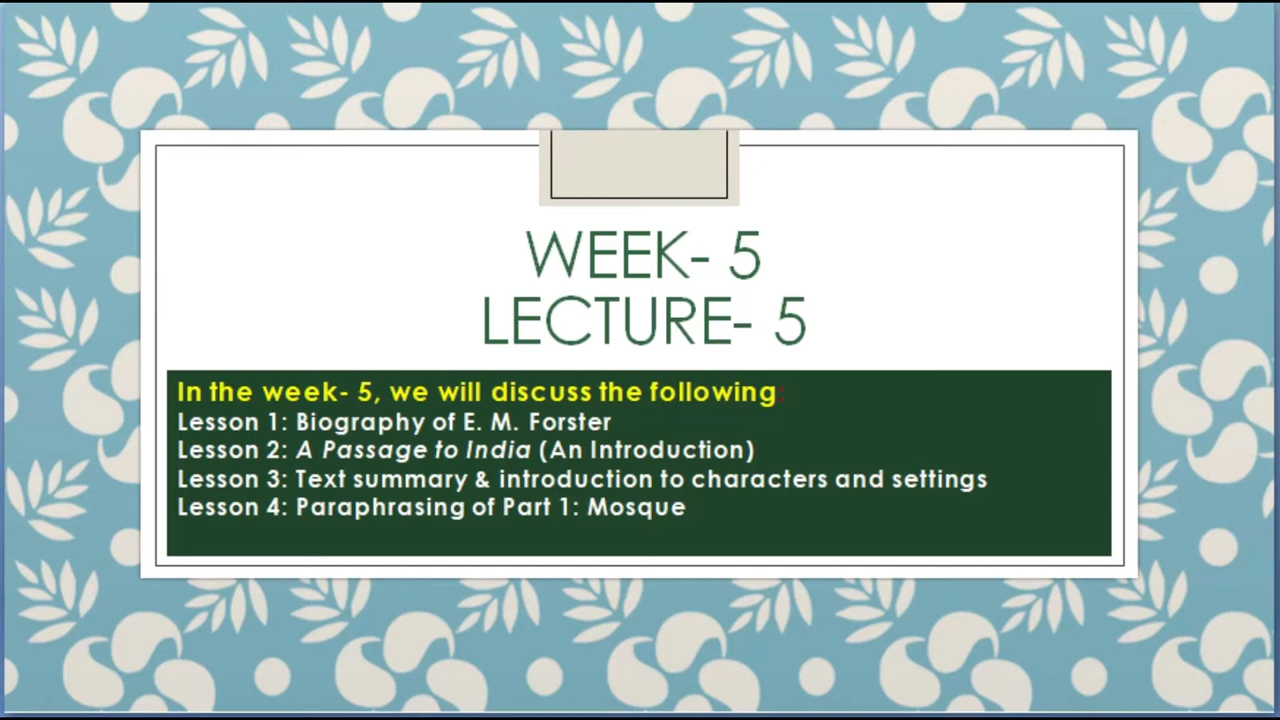 WEEK- 5
LECTURE- 5
In the week- 5, we will discuss the following:
Lesson 1: Biography of E. M. Forster
Lesson 2: A Passage to India (An Introduction)
Lesson 3: Text summary & introduction to characters and settings
Lesson 4: Paraphrasing of Part 1: Mosque